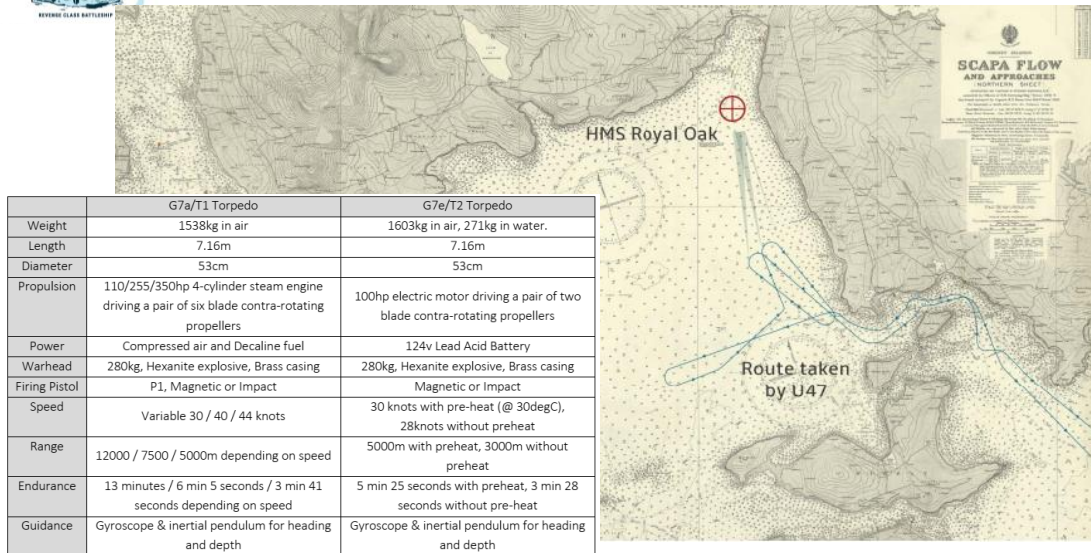 REVENGE CLASS BATTLESHIP
SCAPA FLOW
AND APPROACHES
NORTHERN SHEET
HMS Royal Oak
Route taken
by U47
G7a/T1 Torpedo G7e/T2 Torpedo
Weight 1538kg in air 1603kg in air, 271kg in water.
Length 7.16m 7.16m
Diameter 53cm 53cm
Propulsion 110/255/350hp 4-cylinder steam engine driving a pair of six blade contra-rotating propellers 100hp electric motor driving a pair of two blade contra-rotating propellers
Power Compressed air and Decaline fuel 124v Lead Acid Battery
Warhead 280kg, Hexanite explosive, Brass casing 280kg, Hexanite explosive, Brass casing
Firing Pistol P1, Magnetic or Impact Magnetic or Impact
Speed Variable 30 / 40 / 44 knots 30 knots with pre-heat (@ 30degC), 28knots without preheat
Range 12000 / 7500 / 5000m depending on speed 5000m with preheat, 3000m without preheat
Endurance 13 minutes / 6 min 5 seconds / 3 min 41 seconds depending on speed 5 min 25 seconds with preheat, 3 min 28 seconds without pre-heat
Guidance Gyroscope & inertial pendulum for heading and depth Gyroscope & inertial pendulum for heading and depth